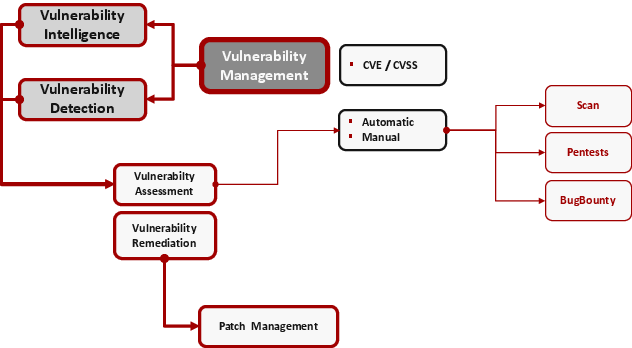 Vulnerability
Intelligence
Vulnerability
Management
▪ CVE / CVSS
Vulnerability
Detection
▪ Automatic
▪ Manual
Scan
Pentests
BugBounty
Vulnerabilty
Assessment
Vulnerability
Remediation
Patch Management